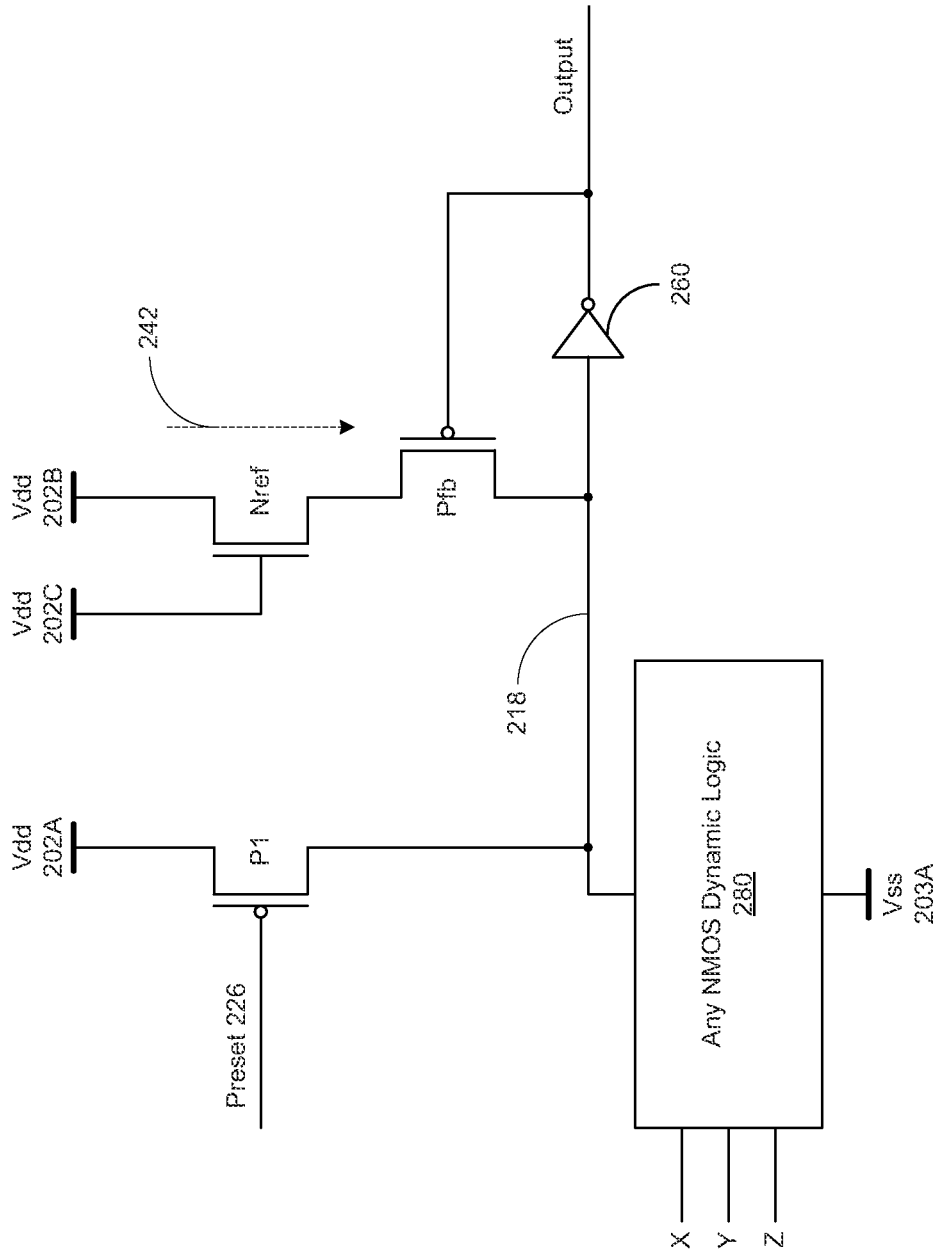 Vdd
202A
Vdd
202C
Vdd
202B
242
Preset 226
P1
Nref
Pfb
Output
218
260
Any NMOS Dynamic Logic
280
X
Y
Z
Vss
203A